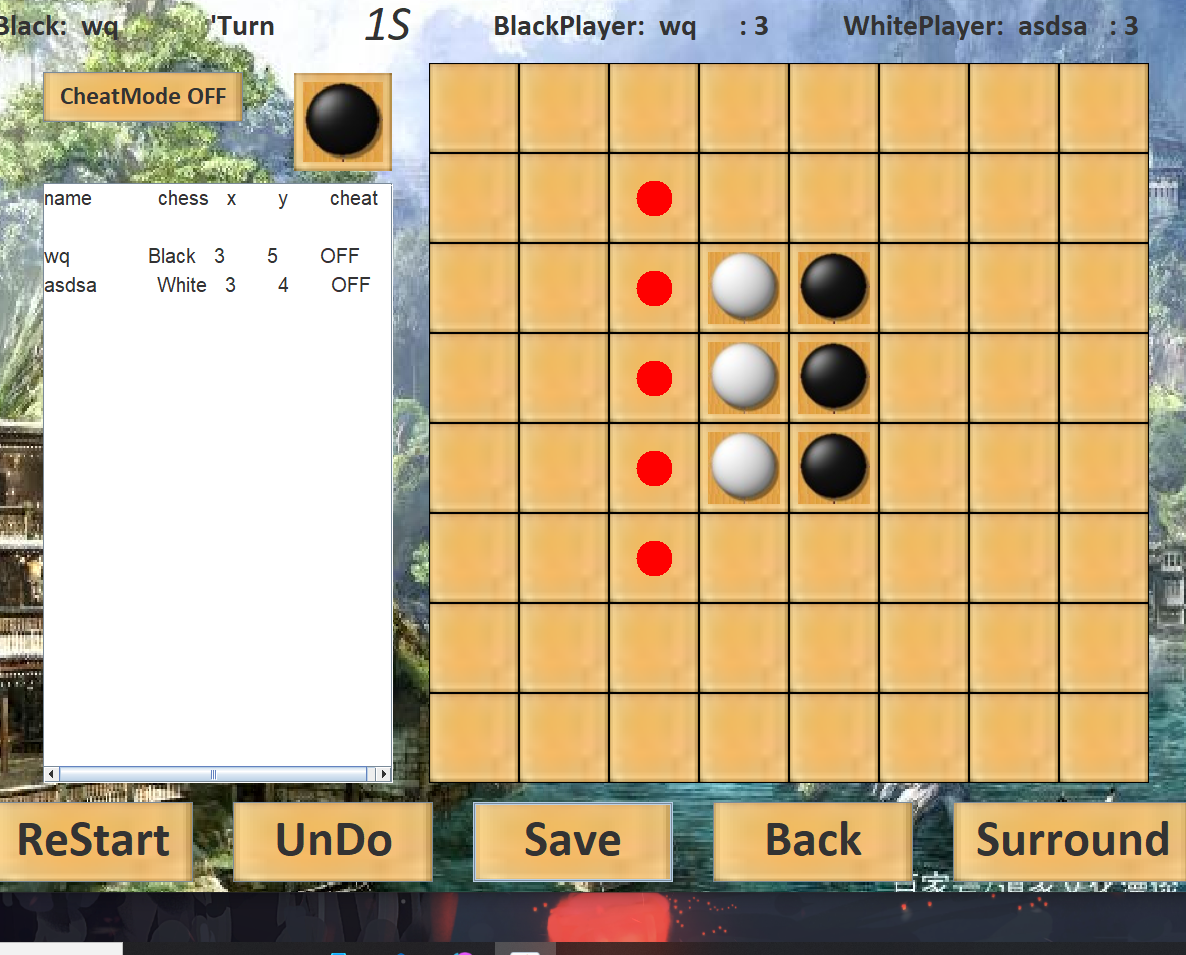 Black: wq 'Turn 1S BlackPlayer: wq : 3 WhitePlayer: asdsa : 3
CheatMode OFF
name chess x y cheat
wq Black 3 5 OFF
asdsa White 3 4 OFF
ReStart UnDo Save Back Surround